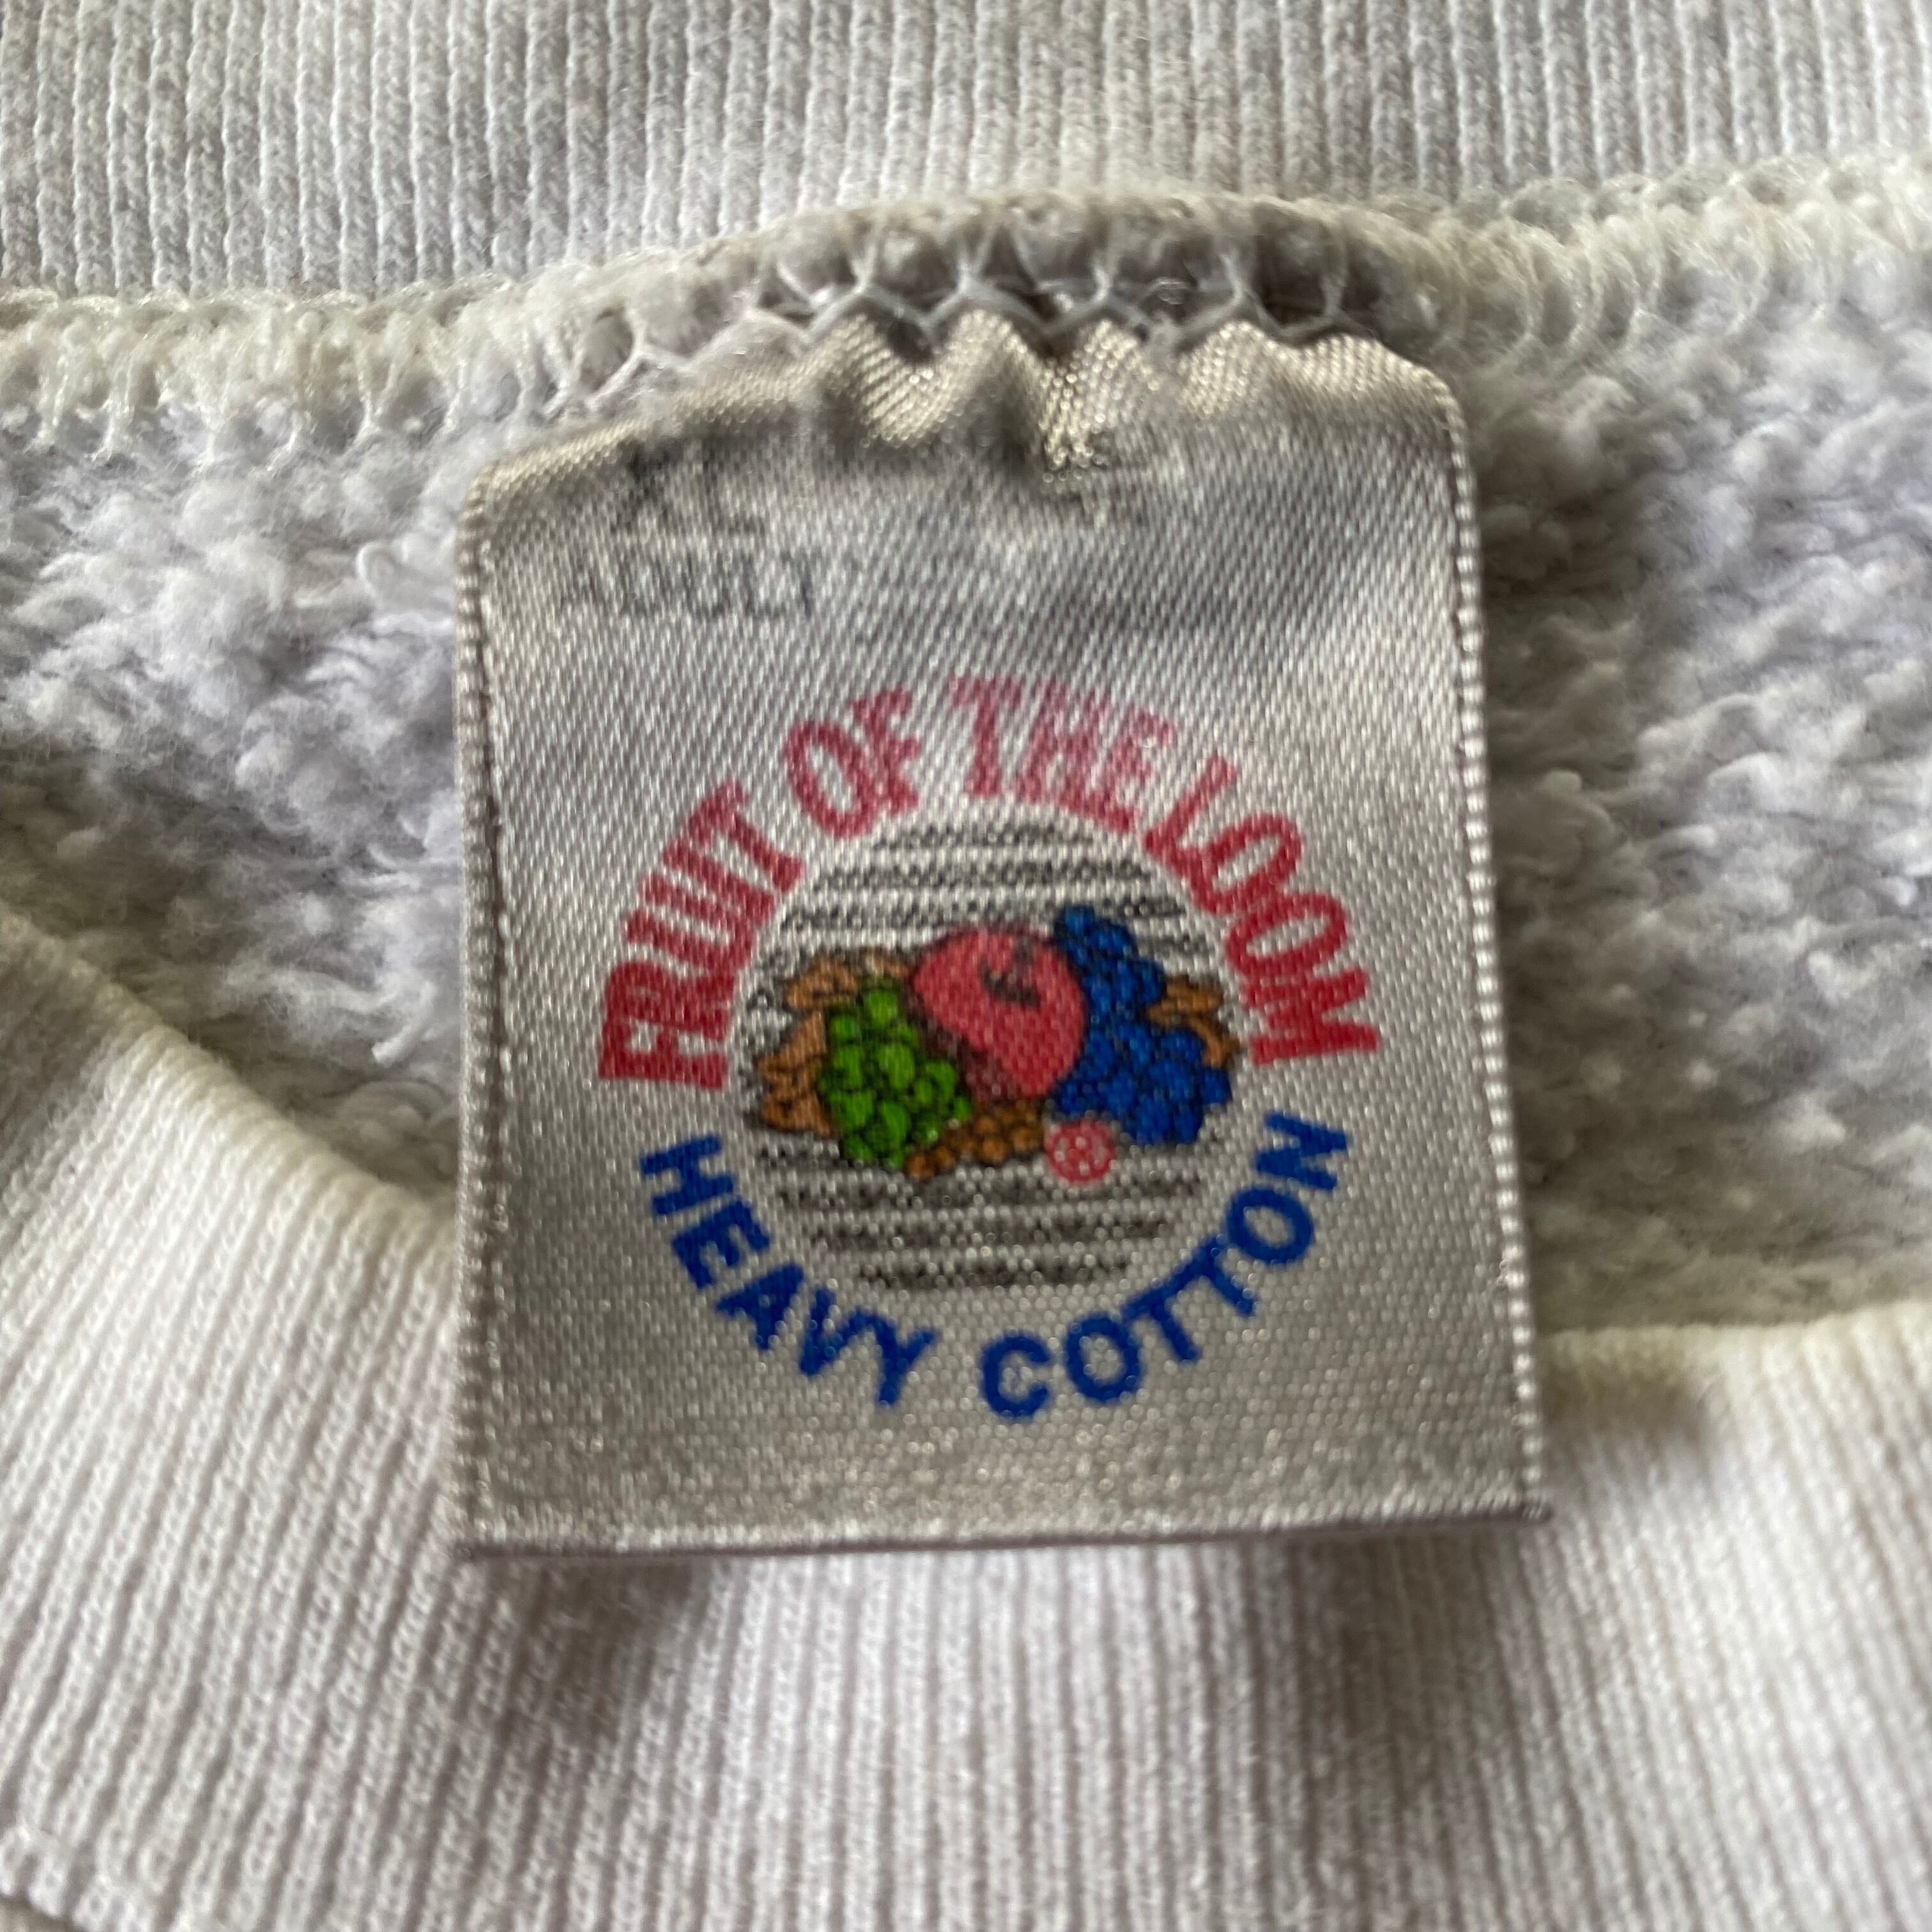 XL
ADULT
FRUIT OF THE LOOM
HEAVY COTTON